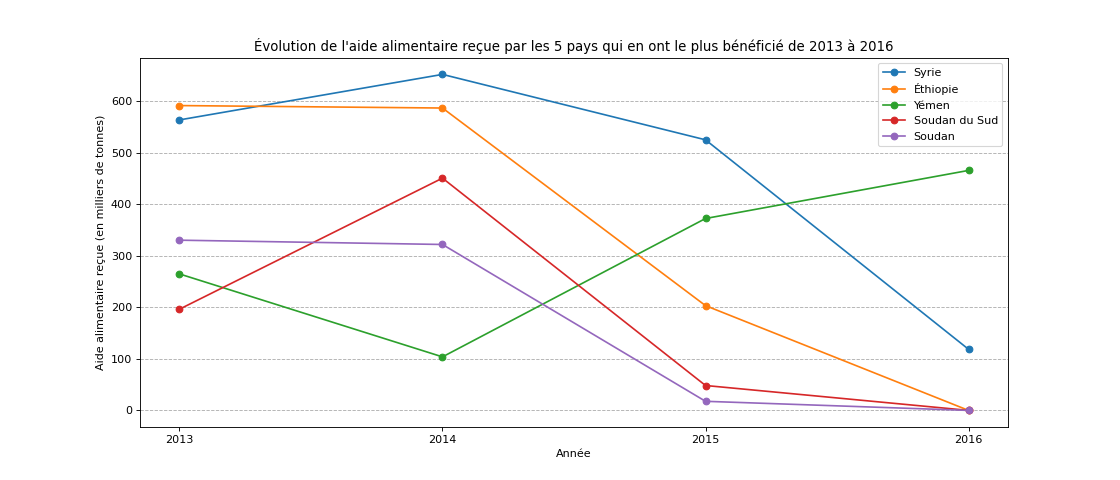 Évolution de l'aide alimentaire reçue par les 5 pays qui en ont le plus bénéficié de 2013 à 2016
Syrie
Éthiopie
Yémen
Soudan du Sud
Soudan
Aide alimentaire reçue (en milliers de tonnes)
600
500
400
300
200
100
0
2013 2014 2015 2016
Année